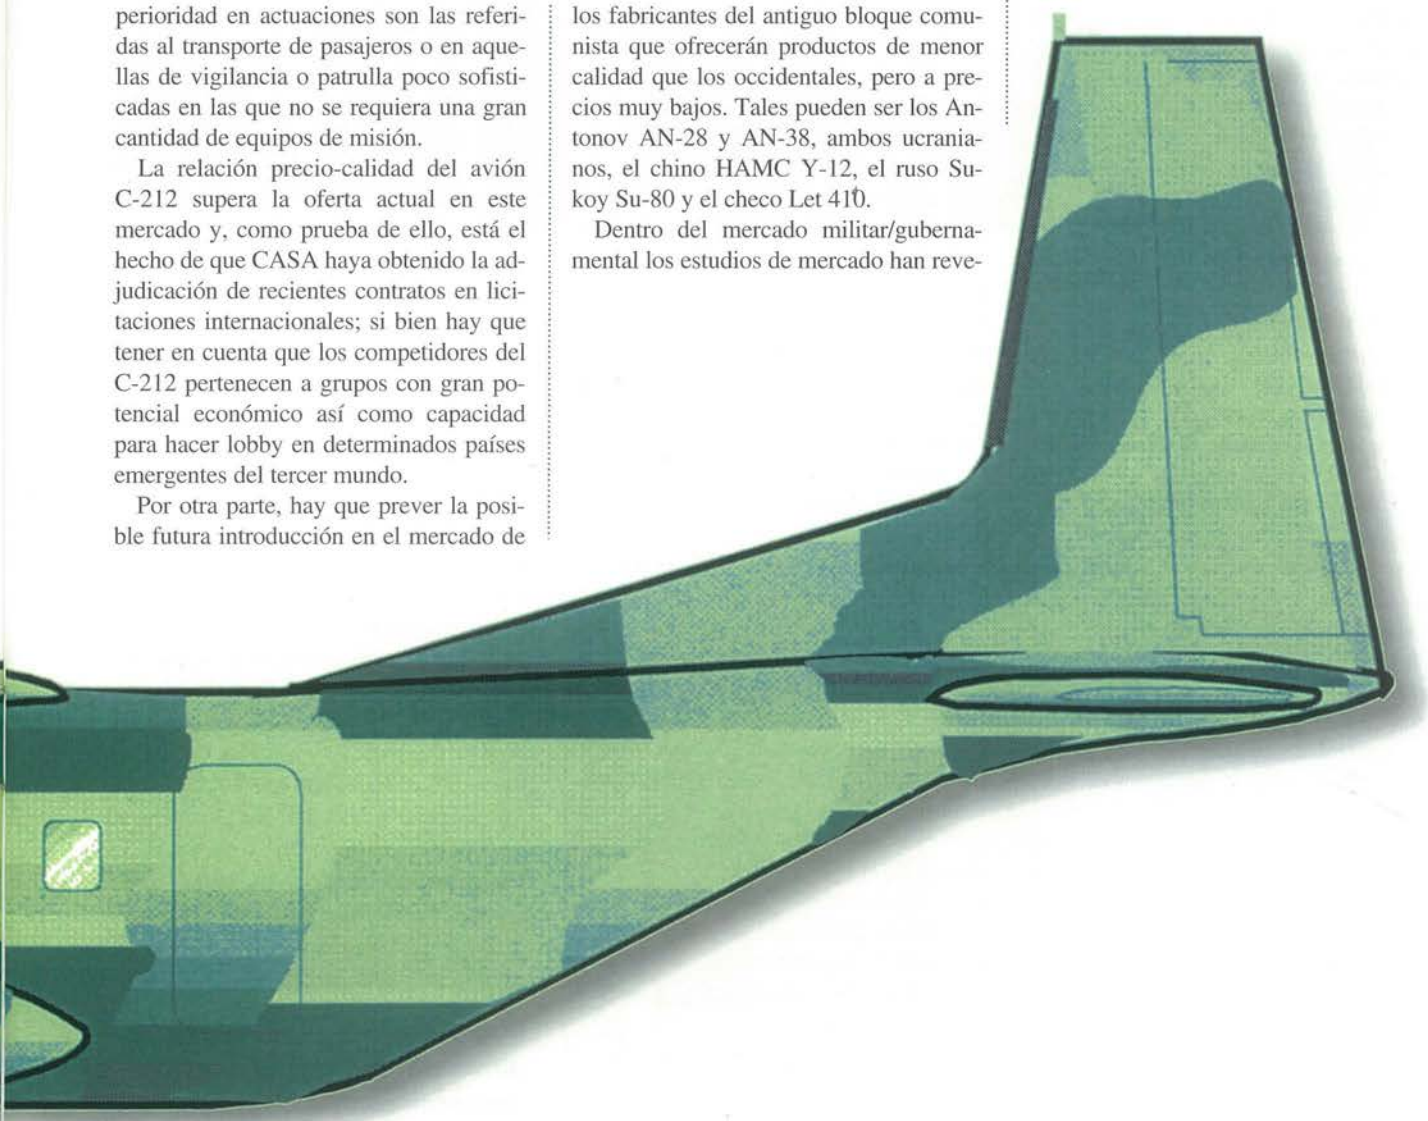 perioridad en actuaciones son las referi-
das al transporte de pasajeros o en aque-
llas de vigilancia o patrulla poco sofisti-
cadas en las que no se requiera una gran
cantidad de equipos de misión.
La relación precio-calidad del avión
C-212 supera la oferta actual en este
mercado y, como prueba de ello, está el
hecho de que CASA haya obtenido la ad-
judicación de recientes contratos en lici-
taciones internacionales; si bien hay que
tener en cuenta que los competidores del
C-212 pertenecen a grupos con gran po-
tencial económico así como capacidad
para hacer lobby en determinados países
emergentes del tercer mundo.
Por otra parte, hay que prever la posi-
ble futura introducción en el mercado de
los fabricantes del antiguo bloque comu-
nista que ofrecerán productos de menor
calidad que los occidentales, pero a pre-
cios muy bajos. Tales pueden ser los An-
tonov AN-28 y AN-38, ambos ucrania-
nos, el chino HAMC Y-12, el ruso Su-
koy Su-80 y el checo Let 410.
Dentro del mercado militar/guberna-
mental los estudios de mercado han reve-